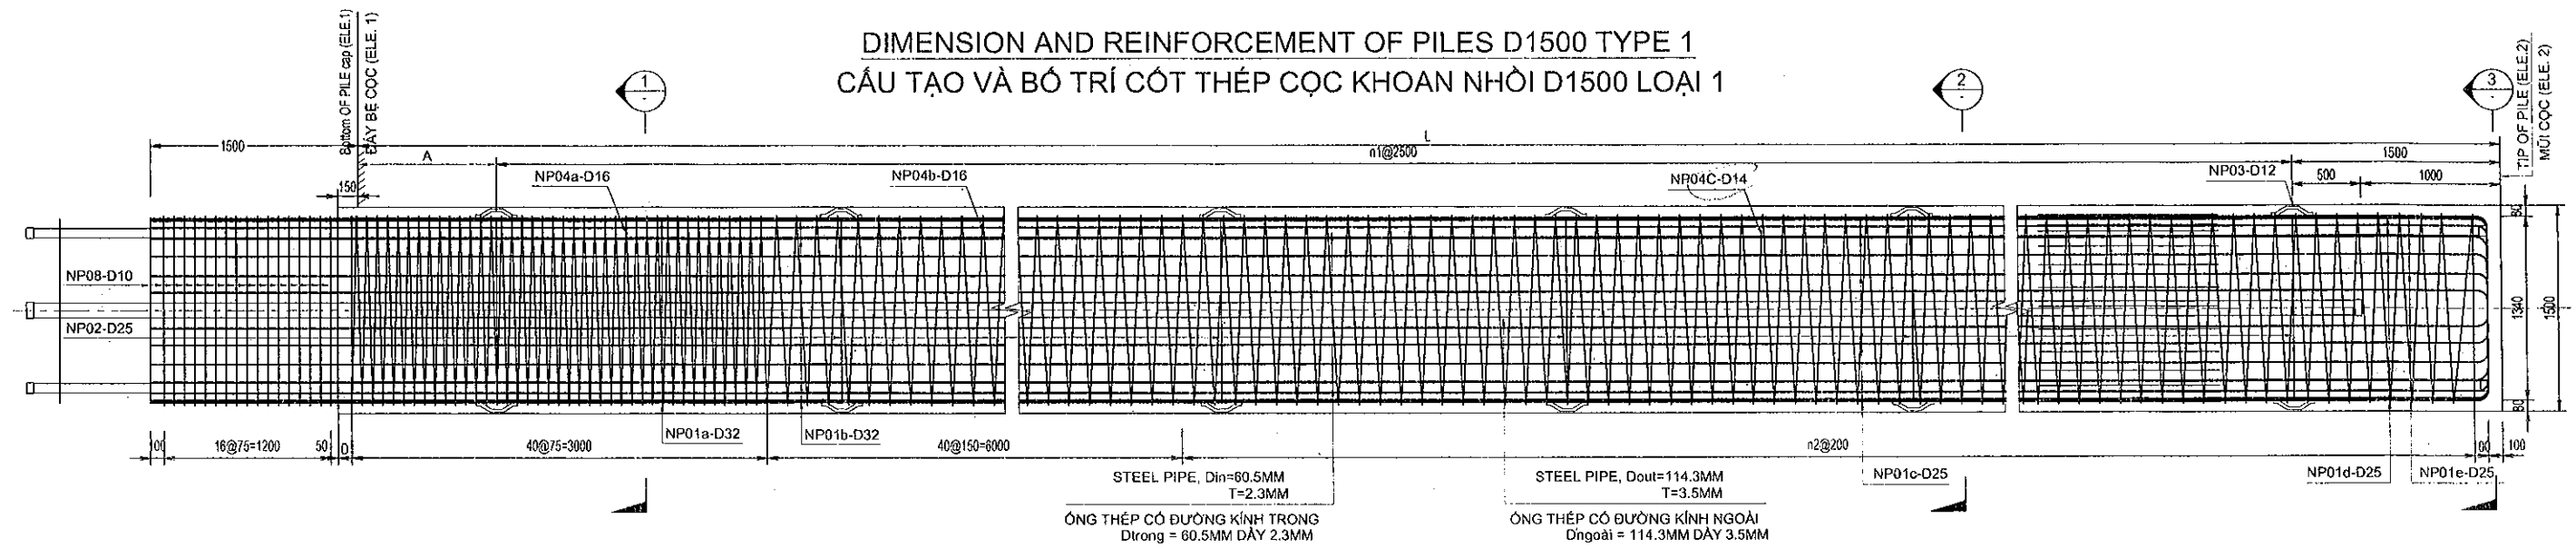 DIMENSION AND REINFORCEMENT OF PILES D1500 TYPE 1
CẤU TẠO VÀ BỐ TRÍ CỐT THÉP CỌC KHOAN NHỒI D1500 LOẠI 1
Bottom OF PILE cap (ELE.1)
ĐÁY BỆ CỌC (ELE. 1)
1
-
2
-
3
-
TIP OF PILE (ELE.2)
MŨI CỌC (ELE. 2)
1500
L
A
n1@2500
1500
150
NP04a-D16
NP04b-D16
NP04C-D14
NP03-D12
500
1000
NP08-D10
NP02-D25
80
1340
1500
80
NP01a-D32
NP01b-D32
100
16@75=1200
50
D
40@75=3000
40@150=6000
n2@200
100
100
STEEL PIPE, Din=60.5MM
T=2.3MM
ỐNG THÉP CÓ ĐƯỜNG KÍNH TRONG
Dtrong = 60.5MM DÀY 2.3MM
STEEL PIPE, Dout=114.3MM
T=3.5MM
ỐNG THÉP CÓ ĐƯỜNG KÍNH NGOÀI
Dngoài = 114.3MM DÀY 3.5MM
NP01c-D25
NP01d-D25
NP01e-D25